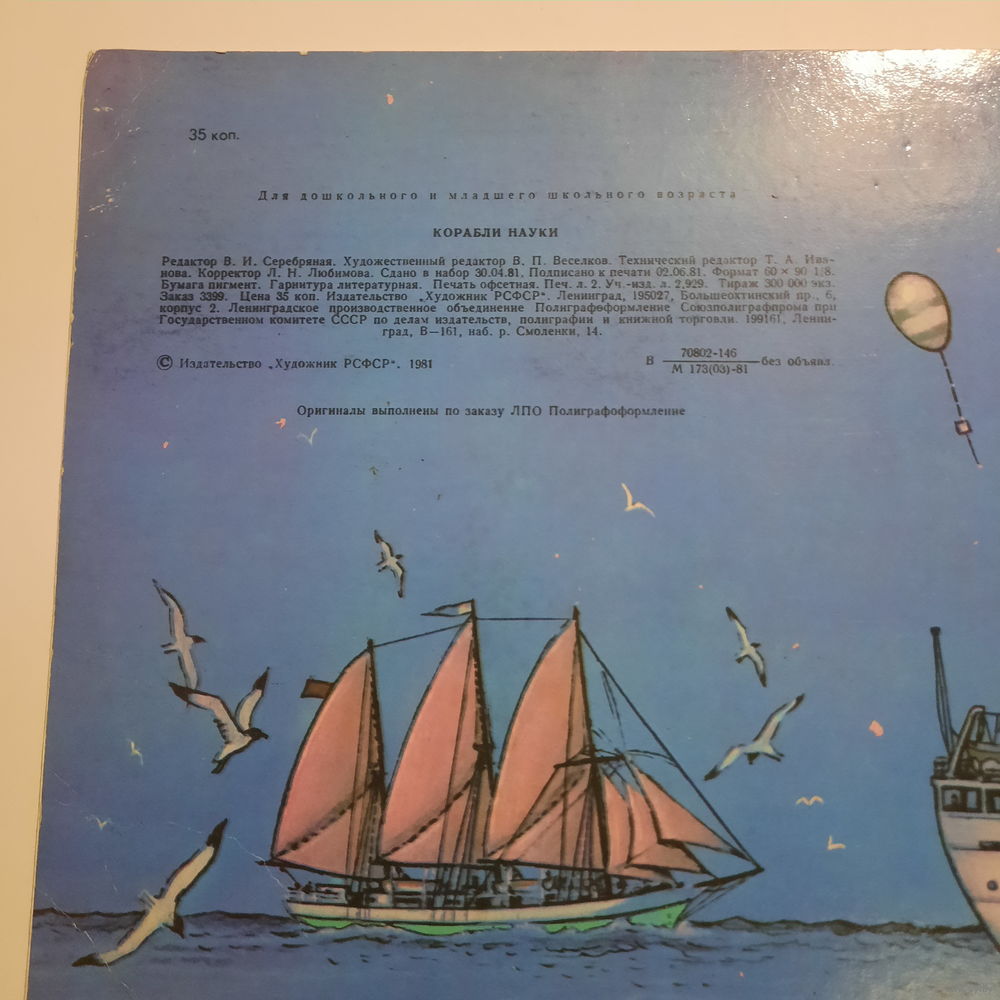 35 коп.
Для дошкольного и младшего школьного возраста
КОРАБЛИ НАУКИ
Редактор В. И. Серебряная. Художественный редактор В. П. Веселков. Технический редактор Т. А. Ива-
нова. Корректор Л. Н. Любимова. Сдано в набор 30.04.81. Подписано к печати 02.06.81. Формат 60 × 90 1/8.
Бумага пигмент. Гарнитура литературная. Печать офсетная. Печ. л. 2. Уч.-изд. л. 2,929. Тираж 300 000 экз.
Заказ 3399. Цена 35 коп. Издательство „Художник РСФСР“. Ленинград, 195027, Большеохтинский пр., 6,
корпус 2. Ленинградское производственное объединение Полиграфоформление Союзполиграфпрома при
Государственном комитете СССР по делам издательств, полиграфии и книжной торговли. 199161, Ленин-
град, В—161, наб. р. Смоленки, 14.
© Издательство „Художник РСФСР“. 1981
В 70802-146 / М 173(03)-81 —без объявл.
Оригиналы выполнены по заказу ЛПО Полиграфоформление